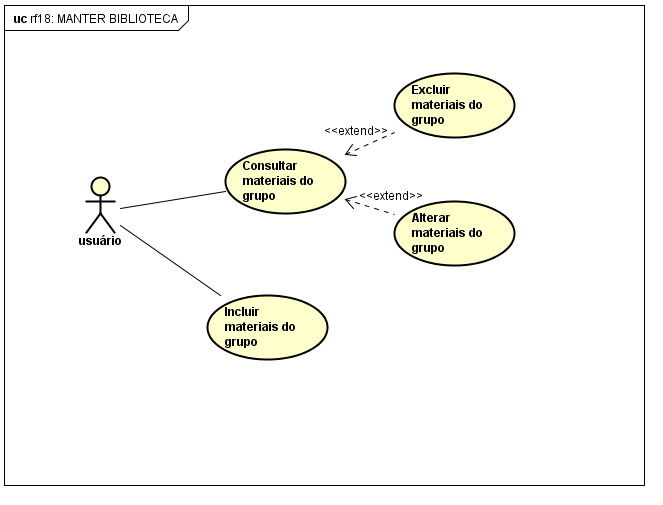 uc rf18: MANTER BIBLIOTECA
Excluir
materiais do
grupo
<<extend>>
Consultar
materiais do
grupo
<<extend>>
Alterar
materiais do
grupo
usuário
Incluir
materiais do
grupo